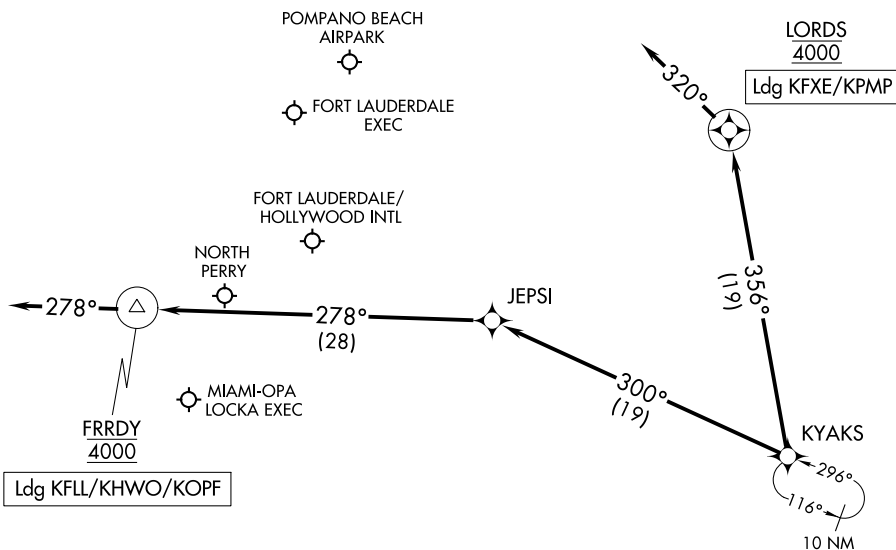 POMPANO BEACH
AIRPARK
LORDS
4000
Ldg KFXE/KPMP
320°
FORT LAUDERDALE
EXEC
FORT LAUDERDALE/
HOLLYWOOD INTL
NORTH
PERRY
JEPSI
356°
(19)
278°
278°
(28)
MIAMI-OPA
LOCKA EXEC
300°
(19)
FRRDY
4000
Ldg KFLL/KHWO/KOPF
KYAKS
296°
116°
10 NM